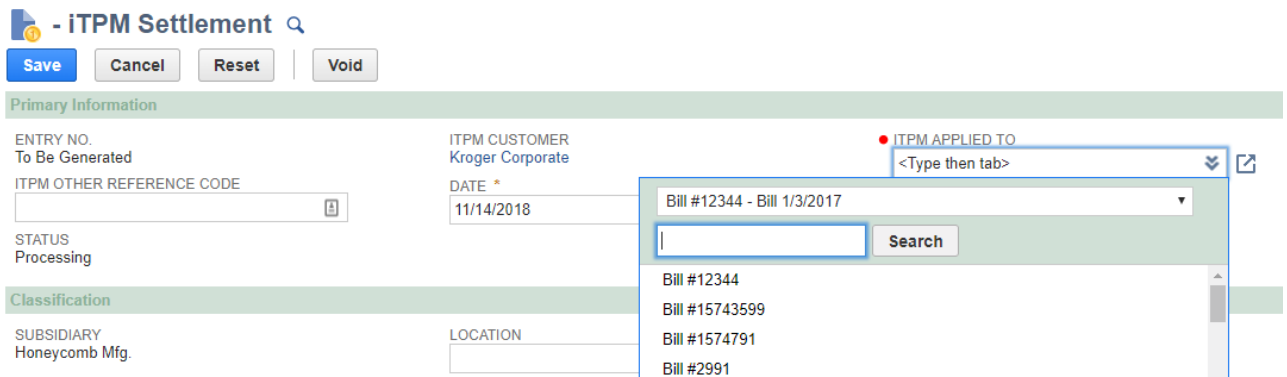 - iTPM Settlement
Save Cancel Reset Void
Primary Information
ENTRY NO.
To Be Generated
ITPM OTHER REFERENCE CODE
STATUS
Processing
ITPM CUSTOMER
Kroger Corporate
DATE *
11/14/2018
ITPM APPLIED TO
<Type then tab>
Bill #12344 - Bill 1/3/2017
Search
Bill #12344
Bill #15743599
Bill #1574791
Bill #2991
Classification
SUBSIDIARY
Honeycomb Mfg.
LOCATION